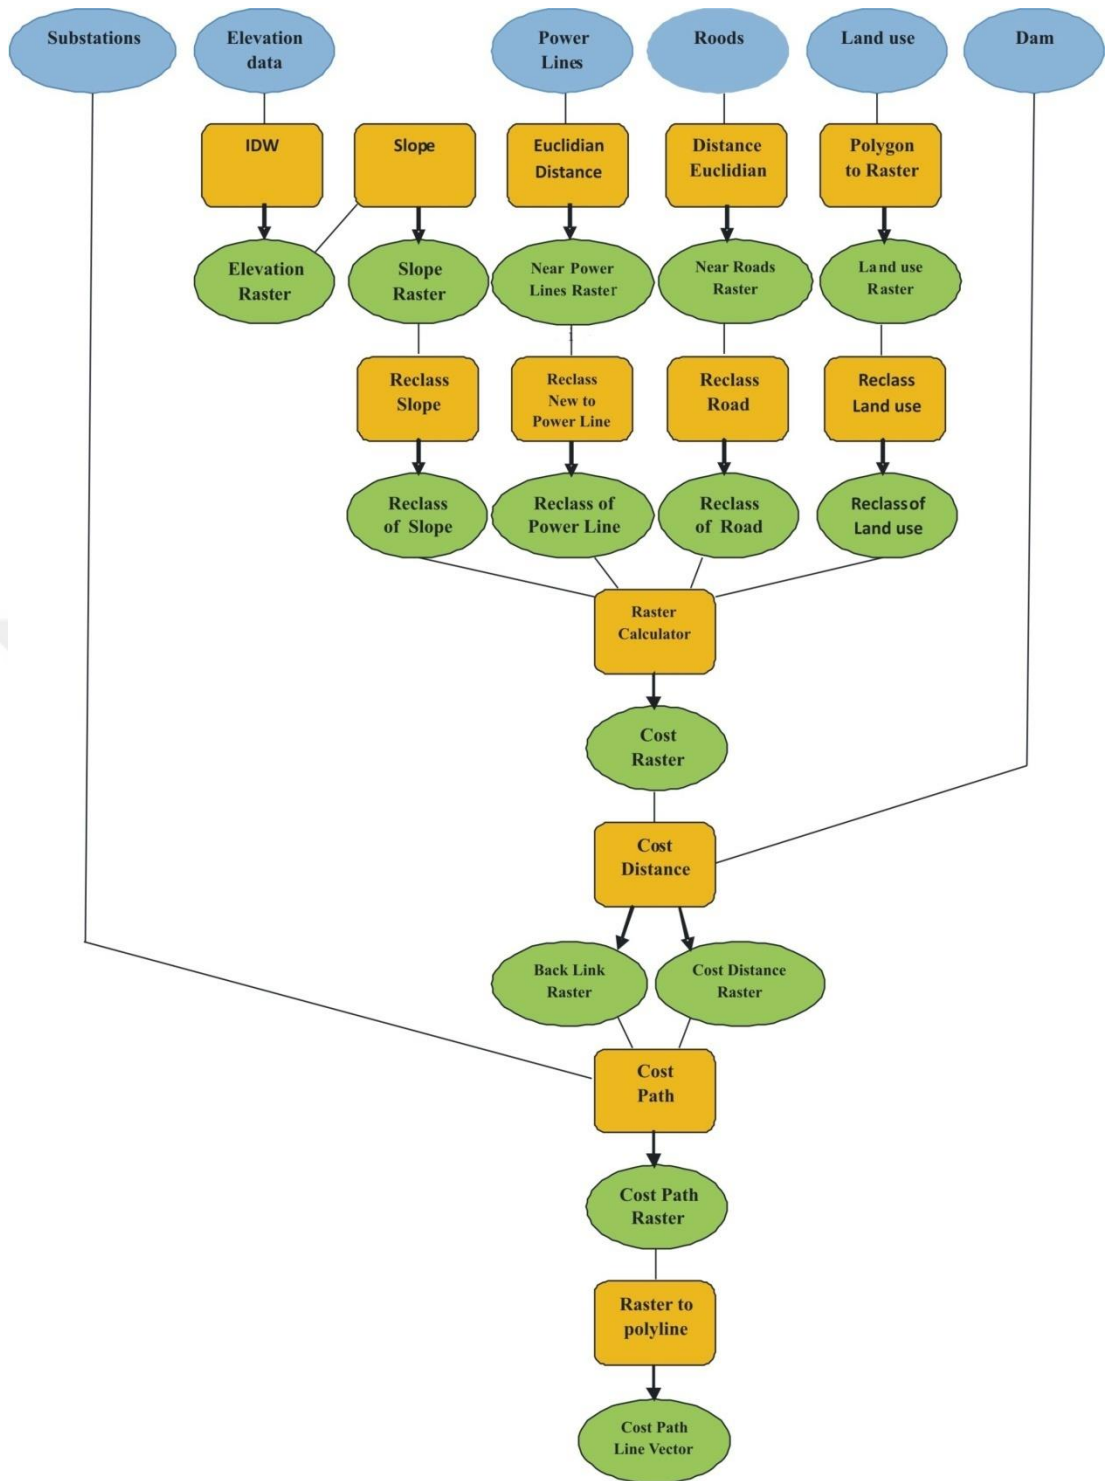 Substations
Elevation
data
Power
Lines
Roods
Land use
Dam
IDW
Slope
Euclidian
Distance
Distance
Euclidian
Polygon
to Raster
Elevation
Raster
Slope
Raster
Near Power
Lines Raster
Near Roads
Raster
Land use
Raster
Reclass
Slope
Reclass
New to
Power Line
Reclass
Road
Reclass
Land use
Reclass
of Slope
Reclass of
Power Line
Reclass
of Road
Reclass of
Land use
Raster
Calculator
Cost
Raster
Cost
Distance
Back Link
Raster
Cost Distance
Raster
Cost
Path
Cost Path
Raster
Raster to
polyline
Cost Path
Line Vector